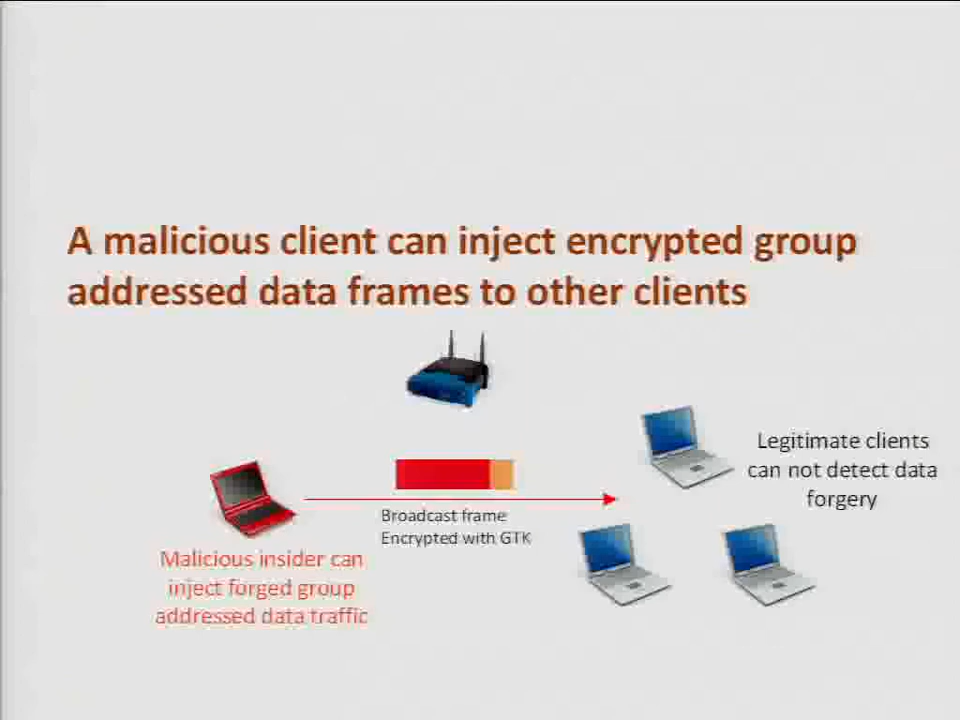 A malicious client can inject encrypted group
addressed data frames to other clients
Legitimate clients
can not detect data
forgery
Broadcast frame
Encrypted with GTK
Malicious insider can
inject forged group
addressed data traffic